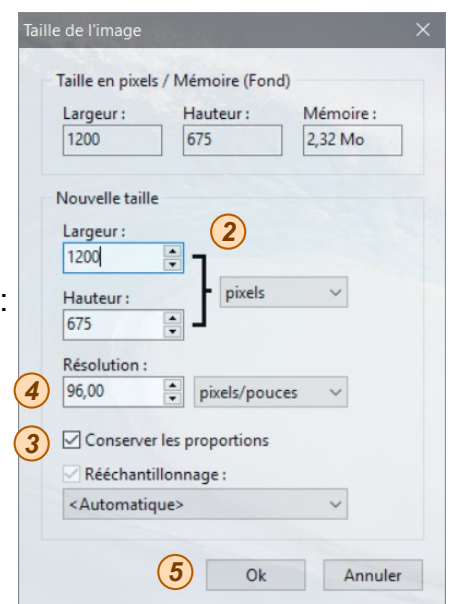 Taille de l'image
Taille en pixels / Mémoire (Fond)
Largeur : Hauteur : Mémoire :
1200 675 2,32 Mo
Nouvelle taille
Largeur :
2
1200
pixels
:
Hauteur :
675
Résolution :
4 96,00 pixels/pouces
3 Conserver les proportions
Rééchantillonnage :
<Automatique>
5 Ok Annuler